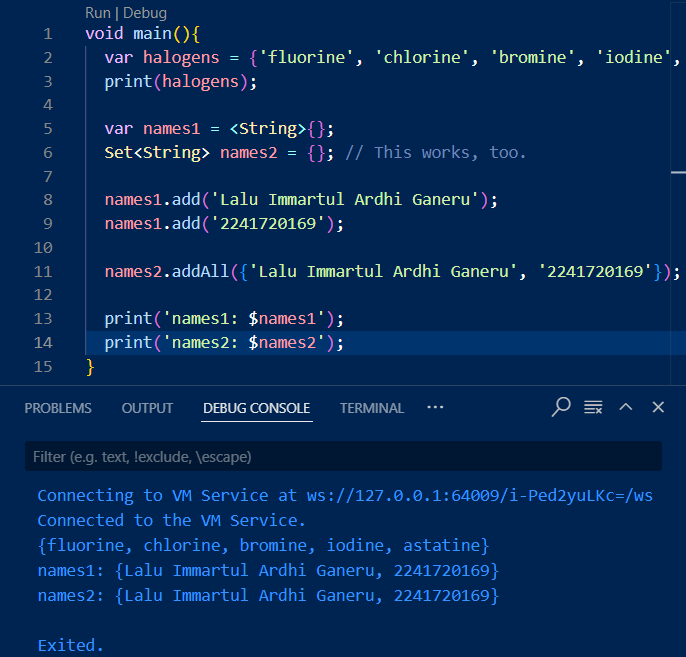 Run | Debug
1 void main(){
2 var halogens = {'fluorine', 'chlorine', 'bromine', 'iodine',
3 print(halogens);
4
5 var names1 = <String>{};
6 Set<String> names2 = {}; // This works, too.
7
8 names1.add('Lalu Immartul Ardhi Ganeru');
9 names1.add('2241720169');
10
11 names2.addAll({'Lalu Immartul Ardhi Ganeru', '2241720169'});
12
13 print('names1: $names1');
14 print('names2: $names2');
15 }
PROBLEMS OUTPUT DEBUG CONSOLE TERMINAL ···
Filter (e.g. text, !exclude, \escape)
Connecting to VM Service at ws://127.0.0.1:64009/i-Ped2yuLKc=/ws
Connected to the VM Service.
{fluorine, chlorine, bromine, iodine, astatine}
names1: {Lalu Immartul Ardhi Ganeru, 2241720169}
names2: {Lalu Immartul Ardhi Ganeru, 2241720169}
Exited.